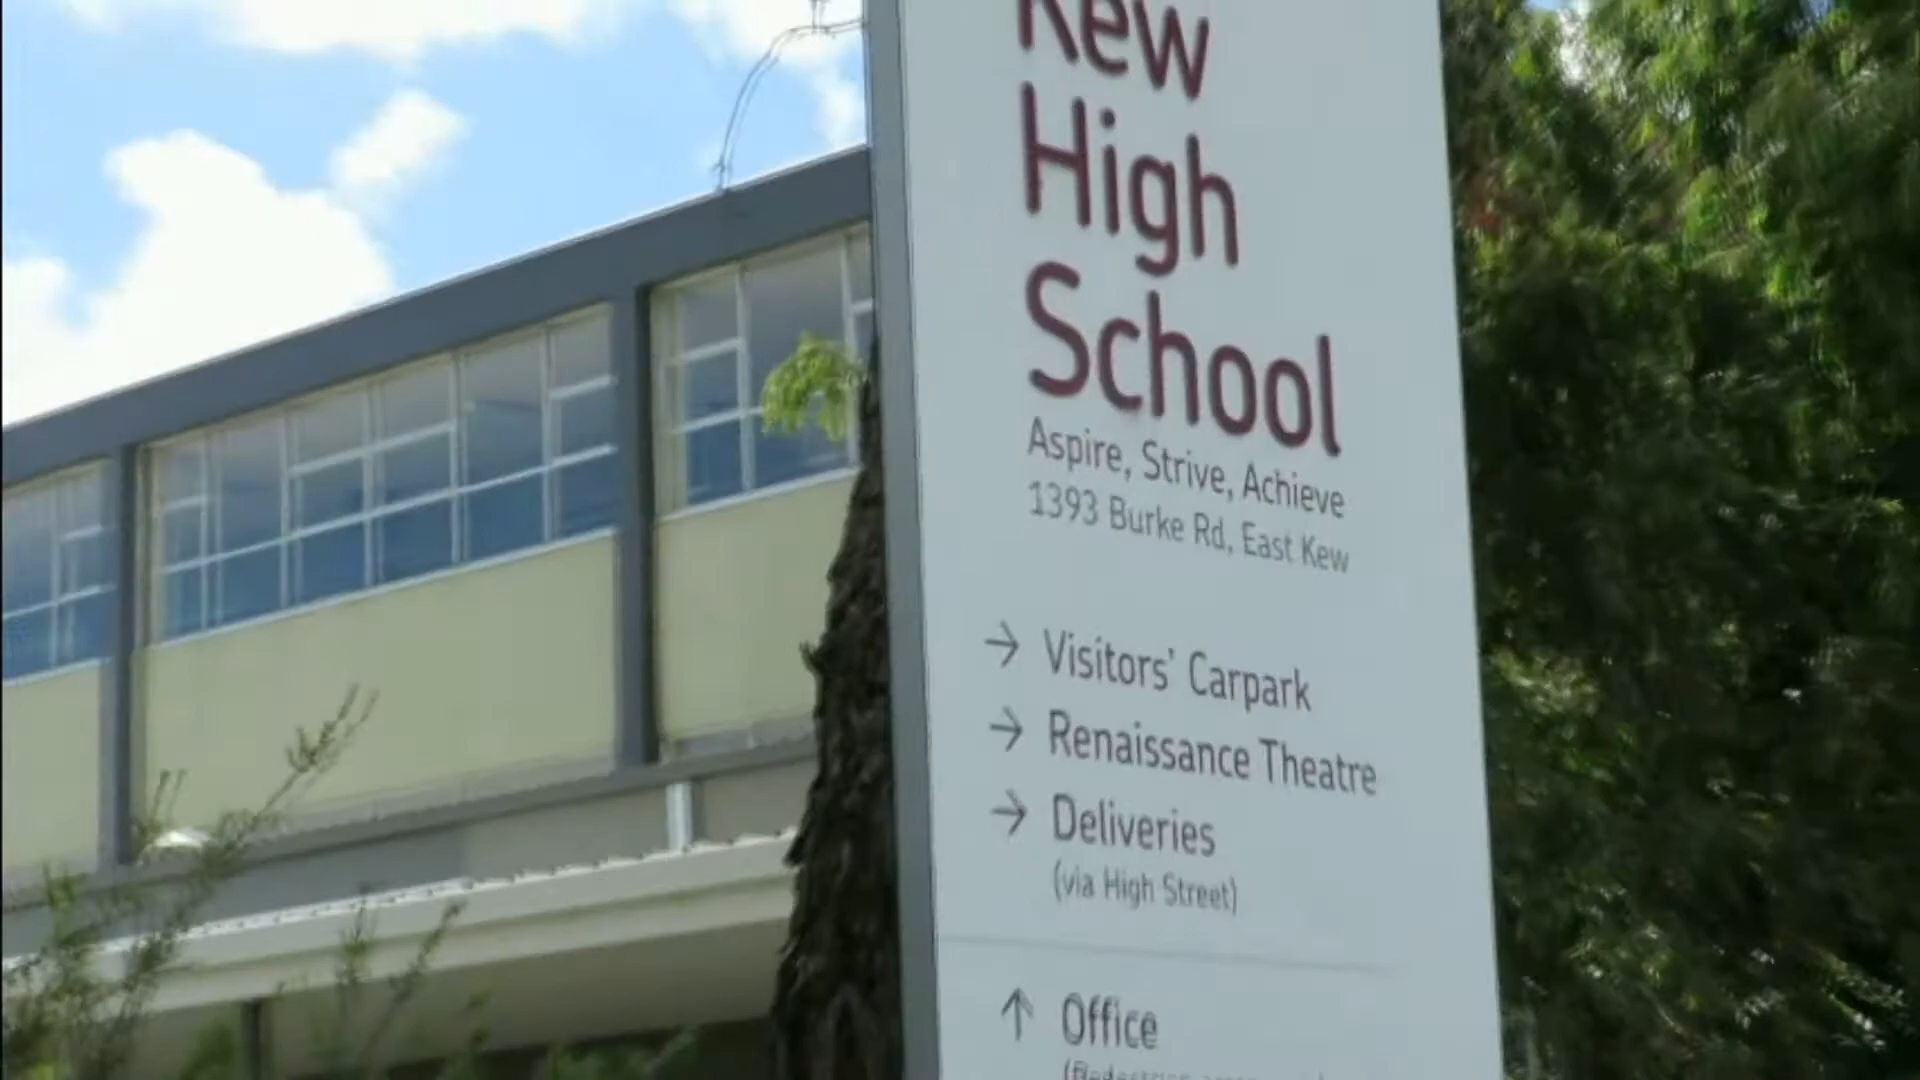 Kew
High
School
Aspire, Strive, Achieve
1393 Burke Rd, East Kew
→ Visitors' Carpark
→ Renaissance Theatre
→ Deliveries
(via High Street)
↑ Office